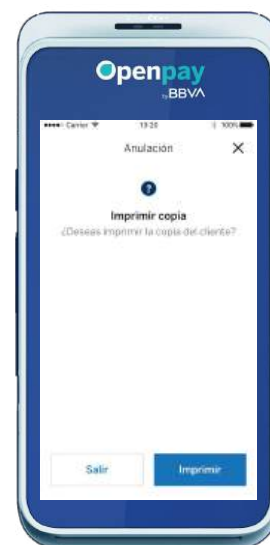 Openpay
by BBVA
Carrier 13:20 100%
Anulación
Imprimir copia
¿Deseas imprimir la copia del cliente?
Salir Imprimir